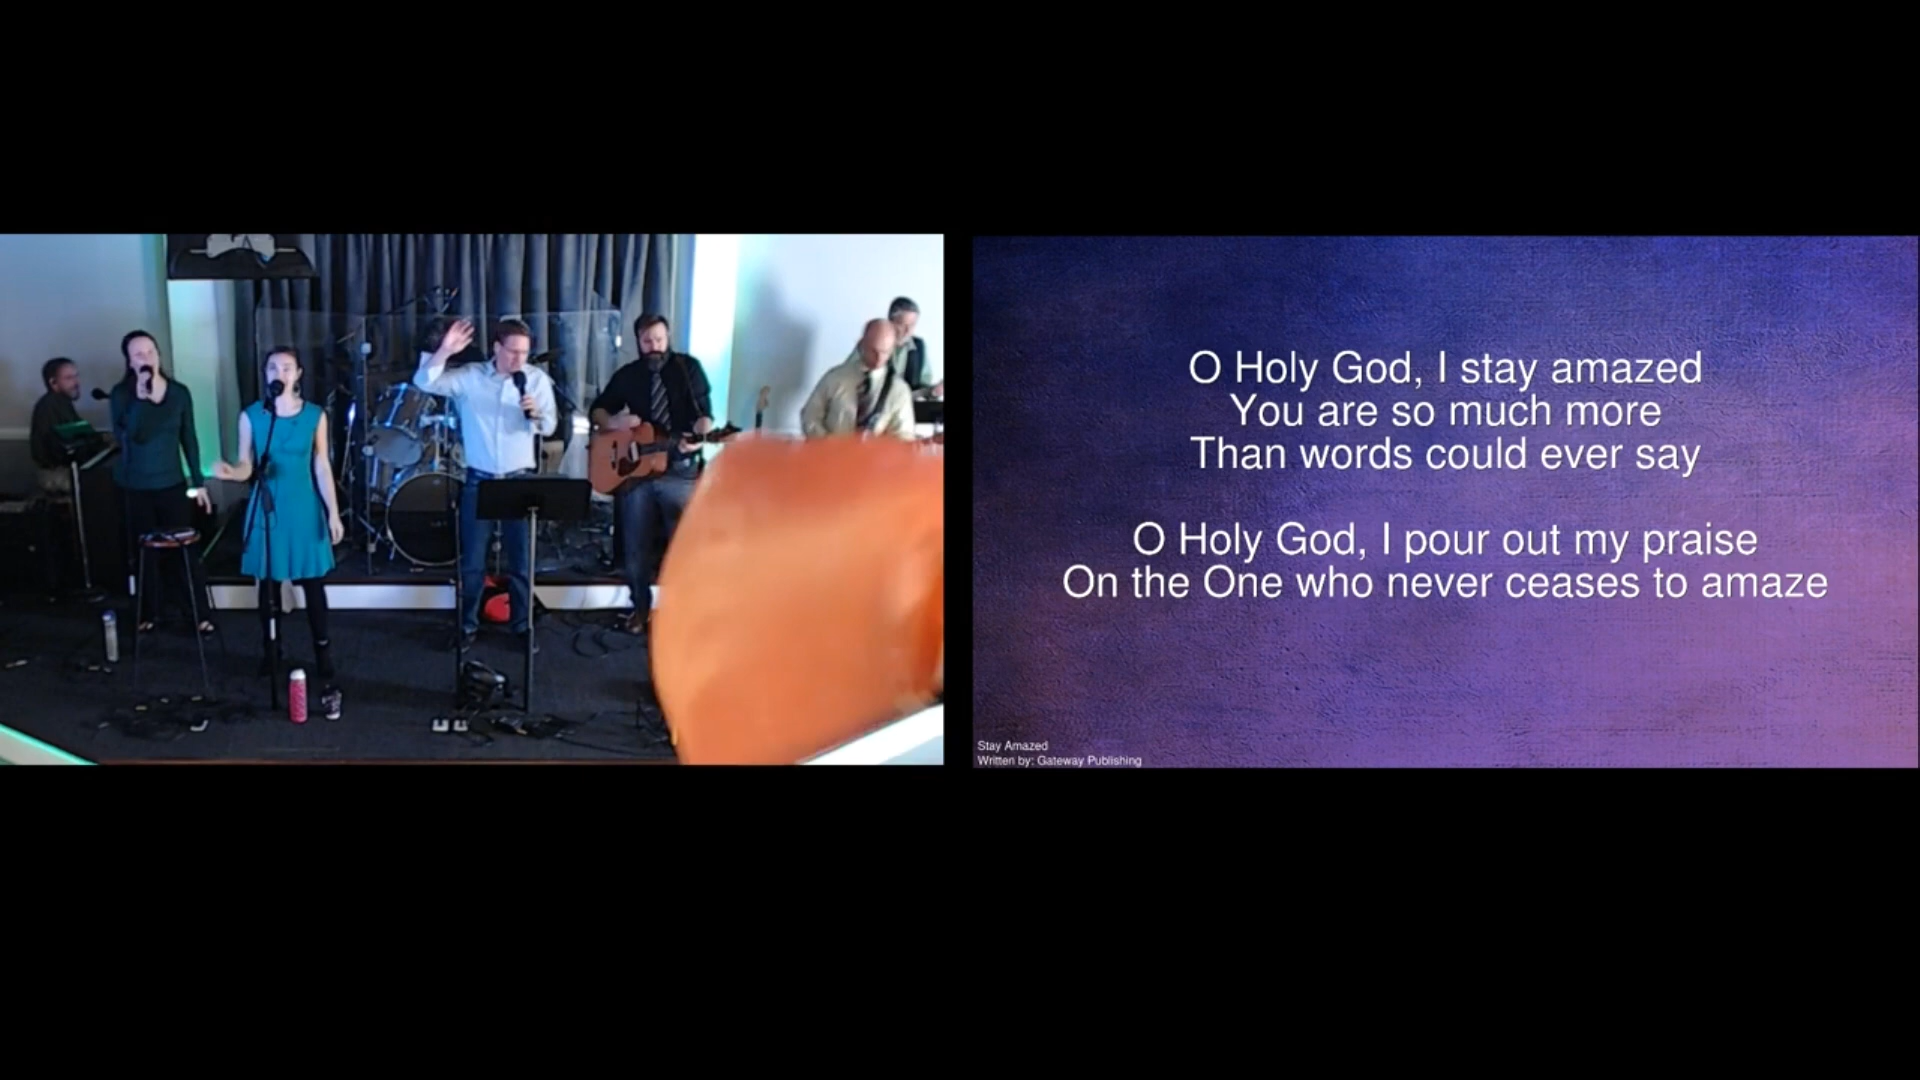 O Holy God, I stay amazed
You are so much more
Than words could ever say
O Holy God, I pour out my praise
On the One who never ceases to amaze
Stay Amazed
Written by: Gateway Publishing